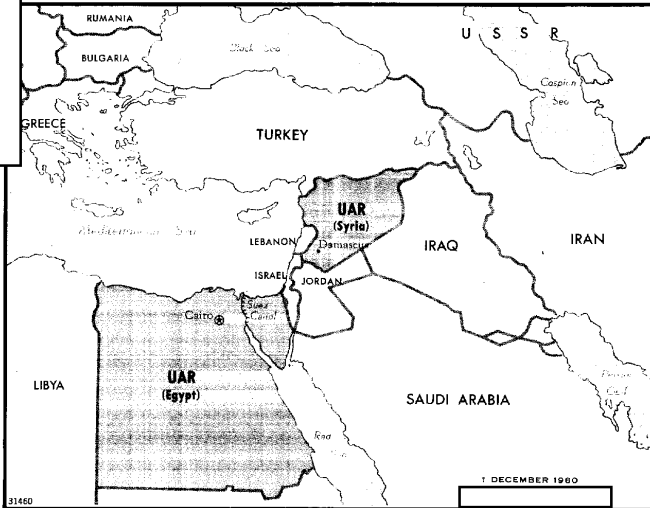 RUMANIA
U S S R
Black Sea
BULGARIA
Caspian
Sea
GREECE
TURKEY
UAR
(Syria)
Mediterranean Sea
LEBANON
Damascus
IRAQ
IRAN
ISRAEL
JORDAN
Suez
Canal
Cairo
Persian
Gulf
UAR
(Egypt)
LIBYA
SAUDI ARABIA
Red
1 DECEMBER 1960
31460